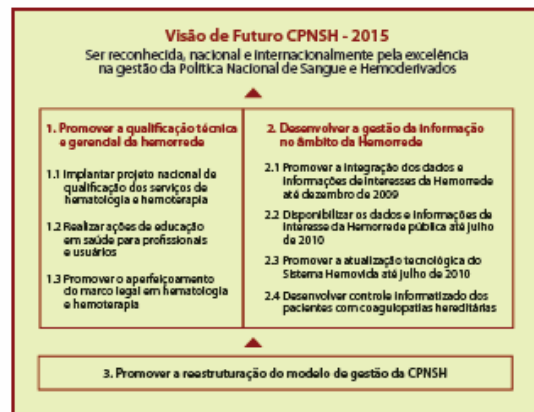 Visão de Futuro CPNSH - 2015
Ser reconhecida, nacional e internacionalmente pela excelência
na gestão da Política Nacional de Sangue e Hemoderivados
1. Promover a qualificação técnica
e gerencial da hemorrede
1.1 Implantar projeto nacional de
qualificação dos serviços de
hematologia e hemoterapia
1.2 Realizar ações de educação
em saúde para profissionais
e usuários
1.3 Promover o aperfeiçoamento
do marco legal em hematologia
e hemoterapia
2. Desenvolver a gestão da informação
no âmbito da Hemorrede
2.1 Promover a integração dos dados e
informações de interesses da Hemorrede
até dezembro de 2009
2.2 Disponibilizar os dados e informações de
interesse da Hemorrede pública até julho
de 2010
2.3 Promover a atualização tecnológica do
Sistema Hemovida até julho de 2010
2.4 Desenvolver controle informatizado dos
pacientes com coagulopatias hereditárias
3. Promover a reestruturação do modelo de gestão da CPNSH